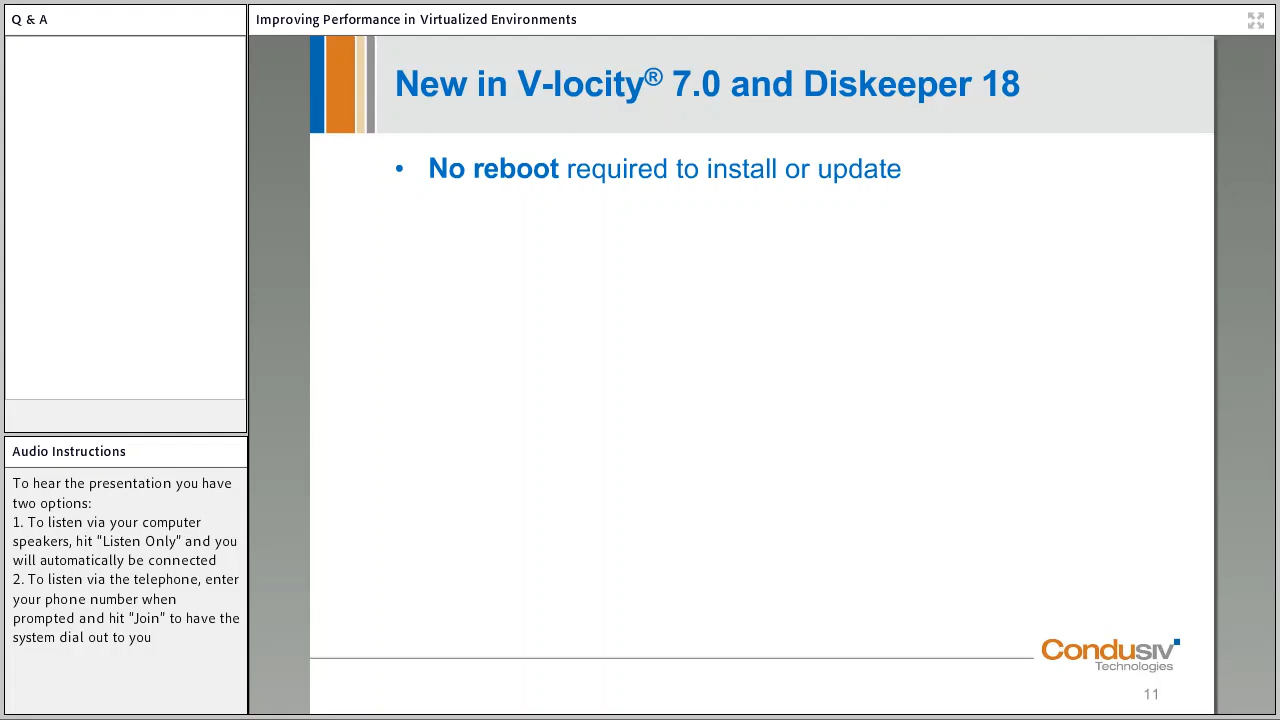 Q & A
Improving Performance in Virtualized Environments
New in V-locity® 7.0 and Diskeeper 18
• No reboot required to install or update
Audio Instructions
To hear the presentation you have
two options:
1. To listen via your computer
speakers, hit "Listen Only" and you
will automatically be connected
2. To listen via the telephone, enter
your phone number when
prompted and hit "Join" to have the
system dial out to you
Condusiv
Technologies
11